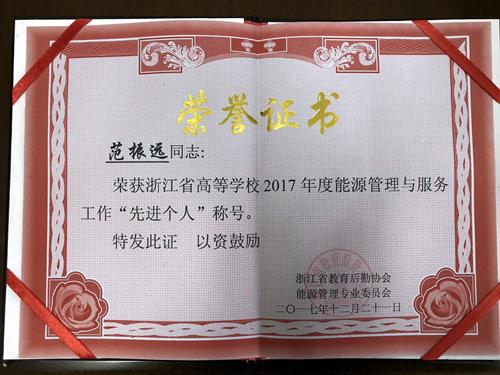 荣誉证书
范振远同志:
荣获浙江省高等学校2017年度能源管理与服务
工作“先进个人”称号。
特发此证 以资鼓励
浙江省教育后勤协会
能源管理专业委员会
二〇一七年十二月二十一日